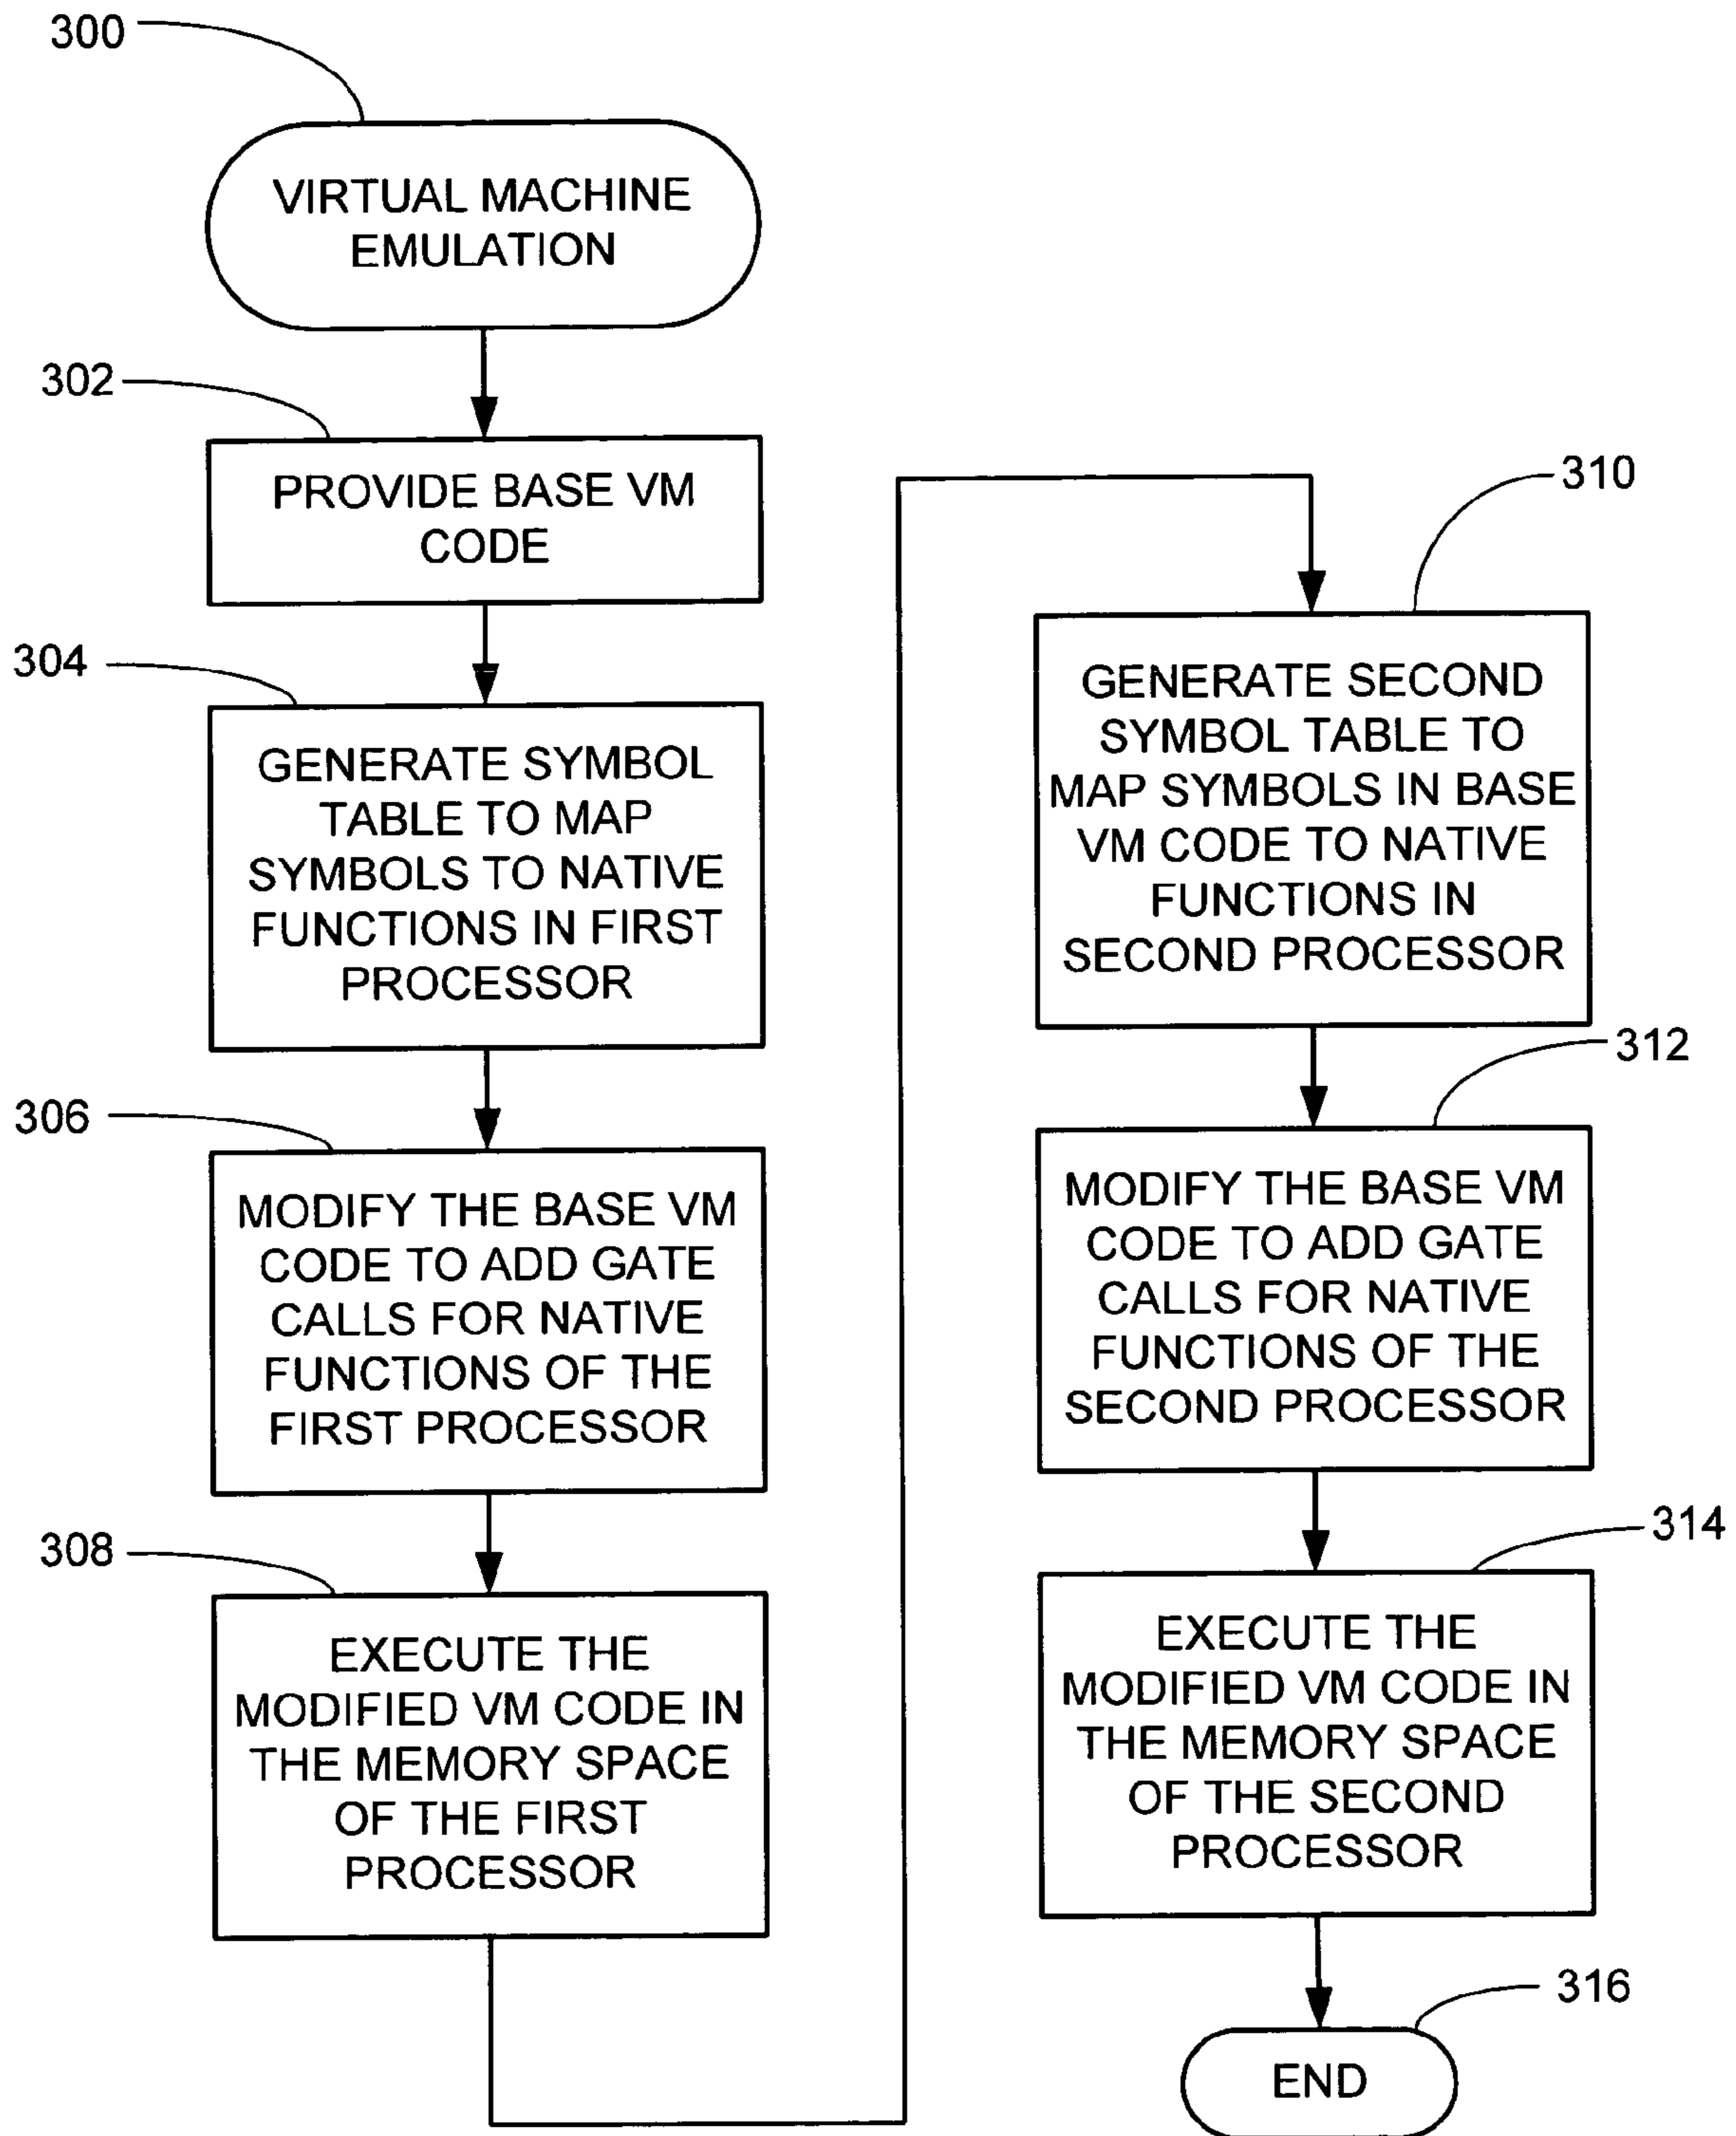 300
VIRTUAL MACHINE
EMULATION
302
PROVIDE BASE VM
CODE
304
GENERATE SYMBOL
TABLE TO MAP
SYMBOLS TO NATIVE
FUNCTIONS IN FIRST
PROCESSOR
306
MODIFY THE BASE VM
CODE TO ADD GATE
CALLS FOR NATIVE
FUNCTIONS OF THE
FIRST PROCESSOR
308
EXECUTE THE
MODIFIED VM CODE IN
THE MEMORY SPACE
OF THE FIRST
PROCESSOR
310
GENERATE SECOND
SYMBOL TABLE TO
MAP SYMBOLS IN BASE
VM CODE TO NATIVE
FUNCTIONS IN
SECOND PROCESSOR
312
MODIFY THE BASE VM
CODE TO ADD GATE
CALLS FOR NATIVE
FUNCTIONS OF THE
SECOND PROCESSOR
314
EXECUTE THE
MODIFIED VM CODE IN
THE MEMORY SPACE
OF THE SECOND
PROCESSOR
316
END